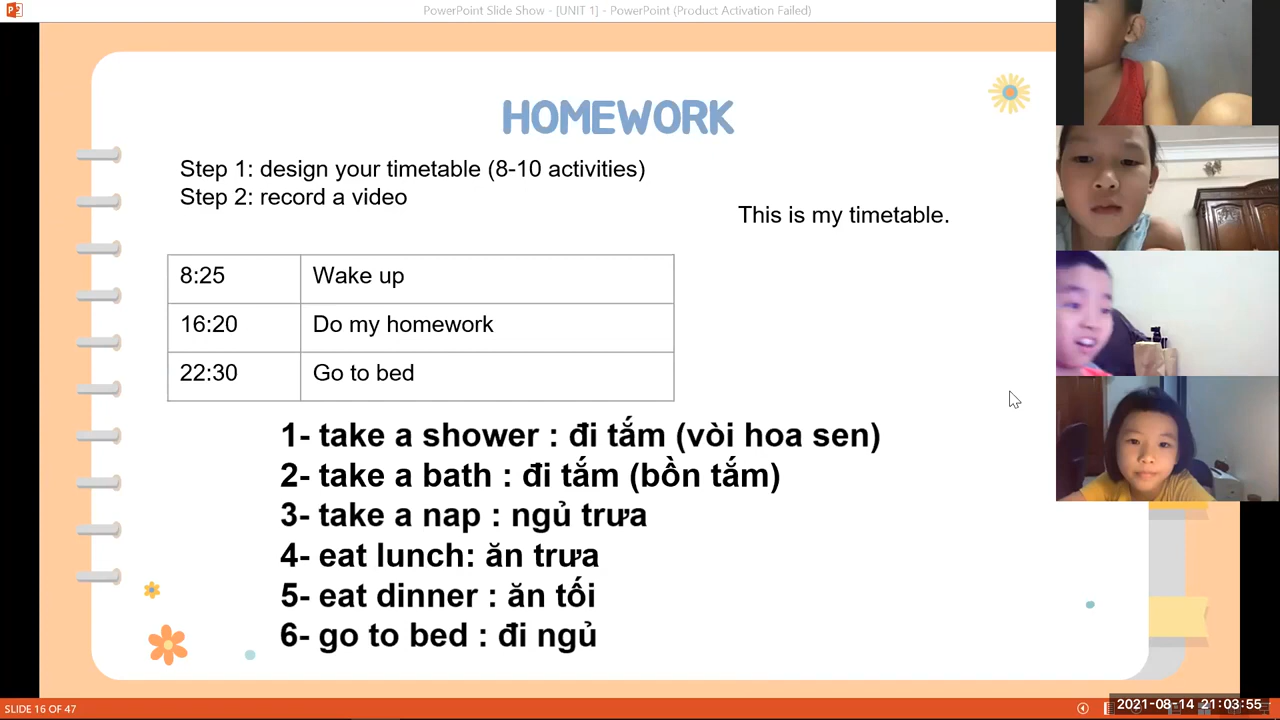 PowerPoint Slide Show - [UNIT 1] - PowerPoint (Product Activation Failed)
HOMEWORK
Step 1: design your timetable (8-10 activities)
Step 2: record a video
This is my timetable.
8:25 Wake up
16:20 Do my homework
22:30 Go to bed
1- take a shower : đi tắm (vòi hoa sen)
2- take a bath : đi tắm (bồn tắm)
3- take a nap : ngủ trưa
4- eat lunch: ăn trưa
5- eat dinner : ăn tối
6- go to bed : đi ngủ
SLIDE 16 OF 47
2021-08-14 21:03:55